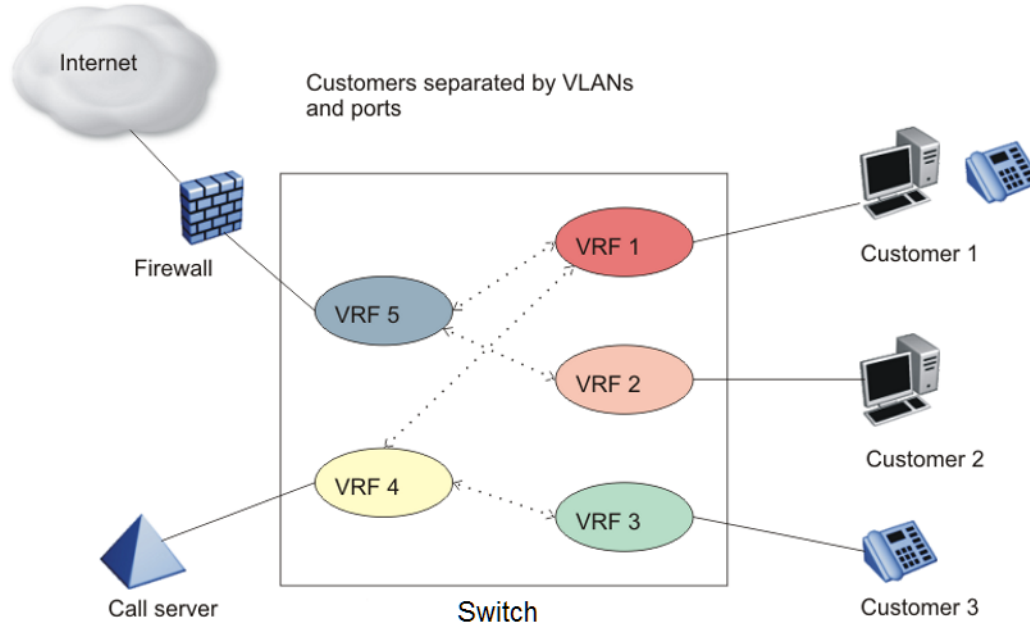 Internet
Customers separated by VLANs
and ports
Firewall
VRF 1
Customer 1
VRF 5
VRF 2
Customer 2
VRF 4
VRF 3
Call server
Switch
Customer 3